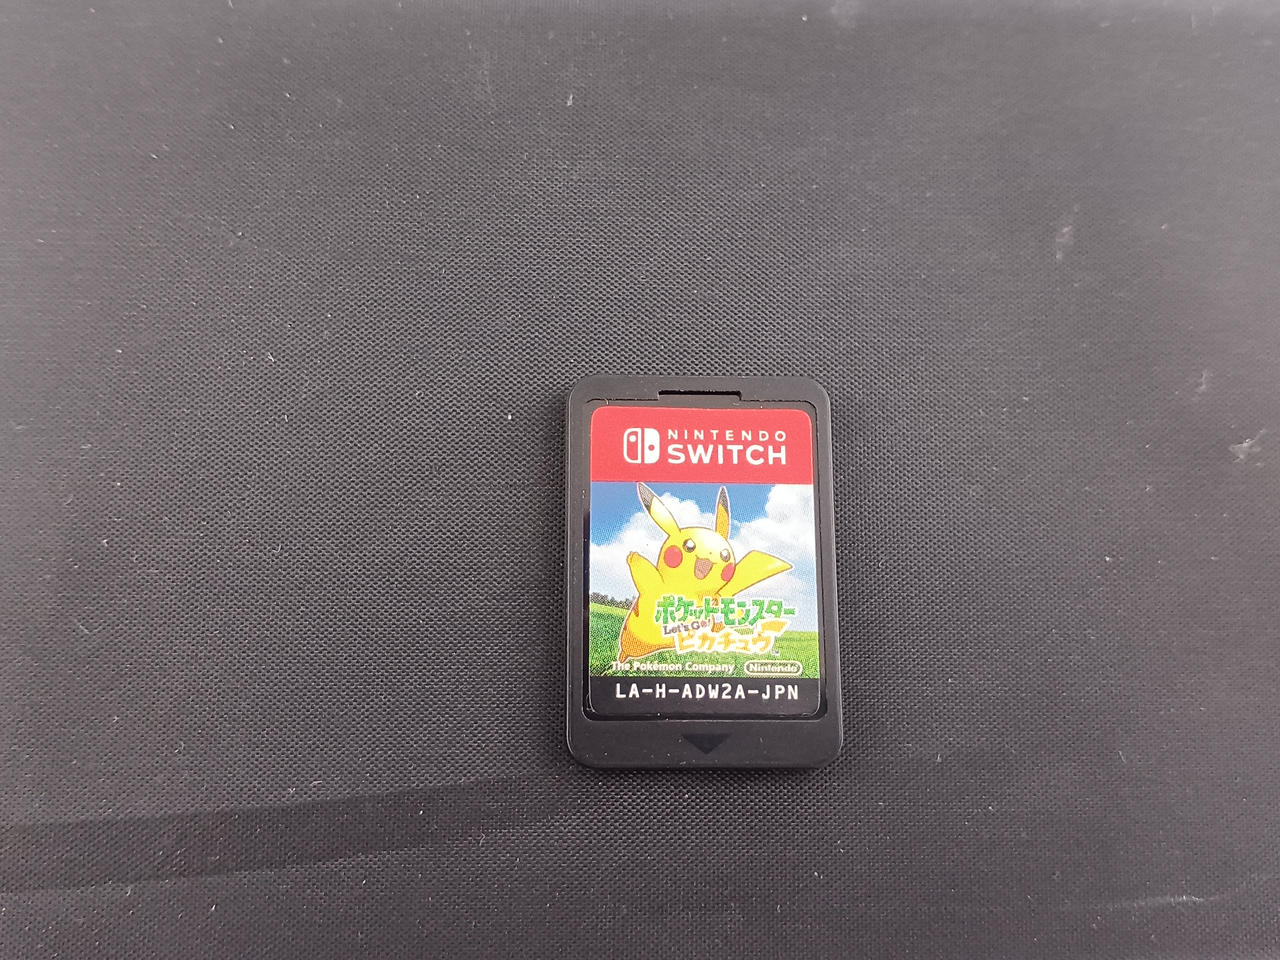 NINTENDO
SWITCH
ポケットモンスター
Let's Go!
ピカチュウ
The Pokémon Company Nintendo
LA-H-ADW2A-JPN